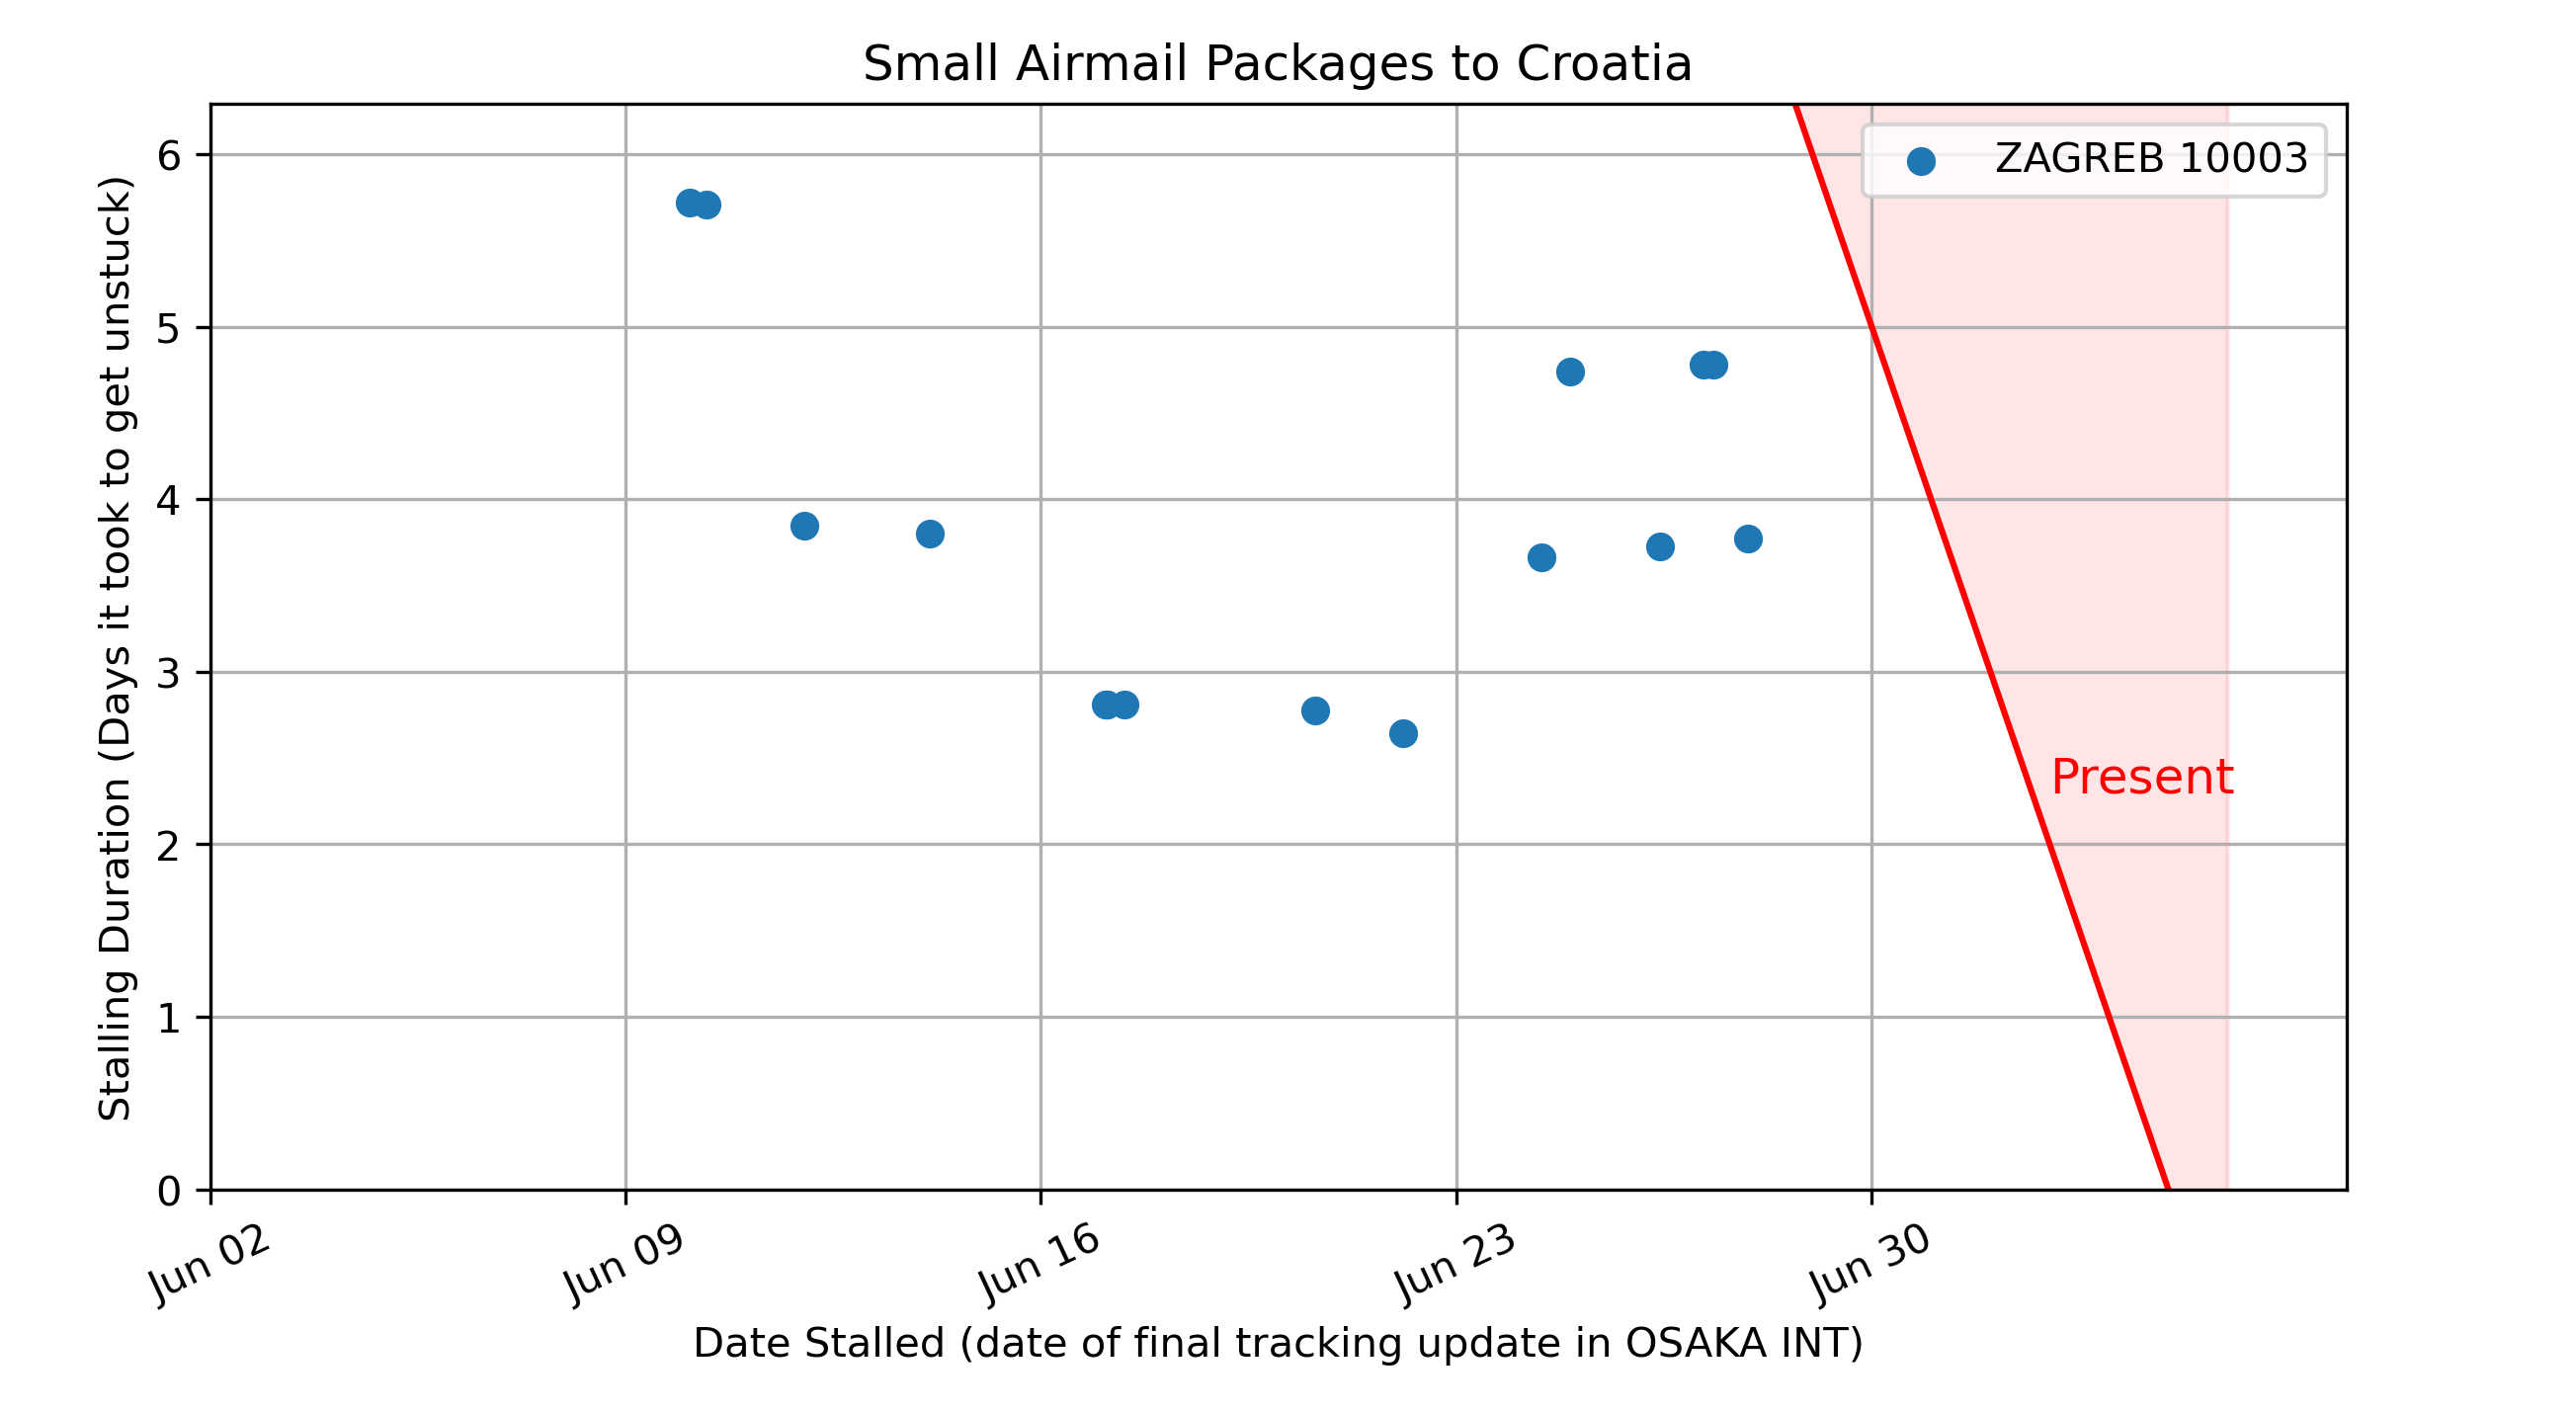 Small Airmail Packages to Croatia
ZAGREB 10003
Stalling Duration (Days it took to get unstuck)
6
5
4
3
2
1
0
Present
Jun 02
Jun 09
Jun 16
Jun 23
Jun 30
Date Stalled (date of final tracking update in OSAKA INT)